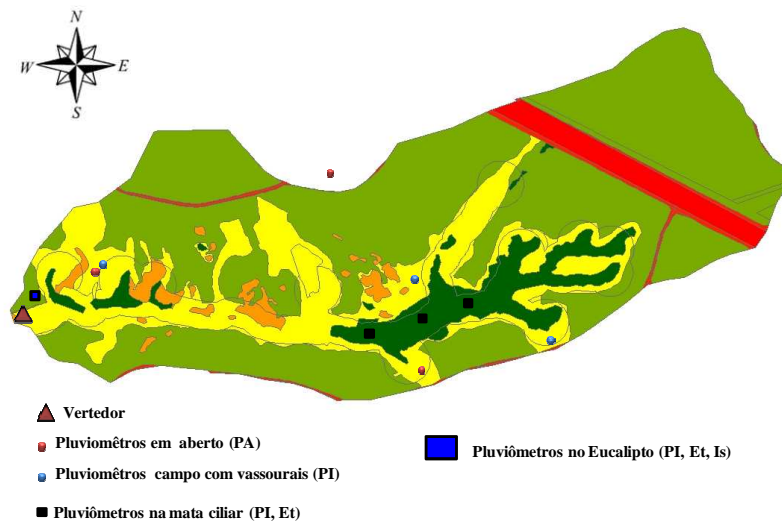 N
W E
S
Vertedor
Pluviomêtros em aberto (PA)
Pluviômetros no Eucalipto (PI, Et, Is)
Pluviomêtros campo com vassourais (PI)
Pluviômetros na mata ciliar (PI, Et)